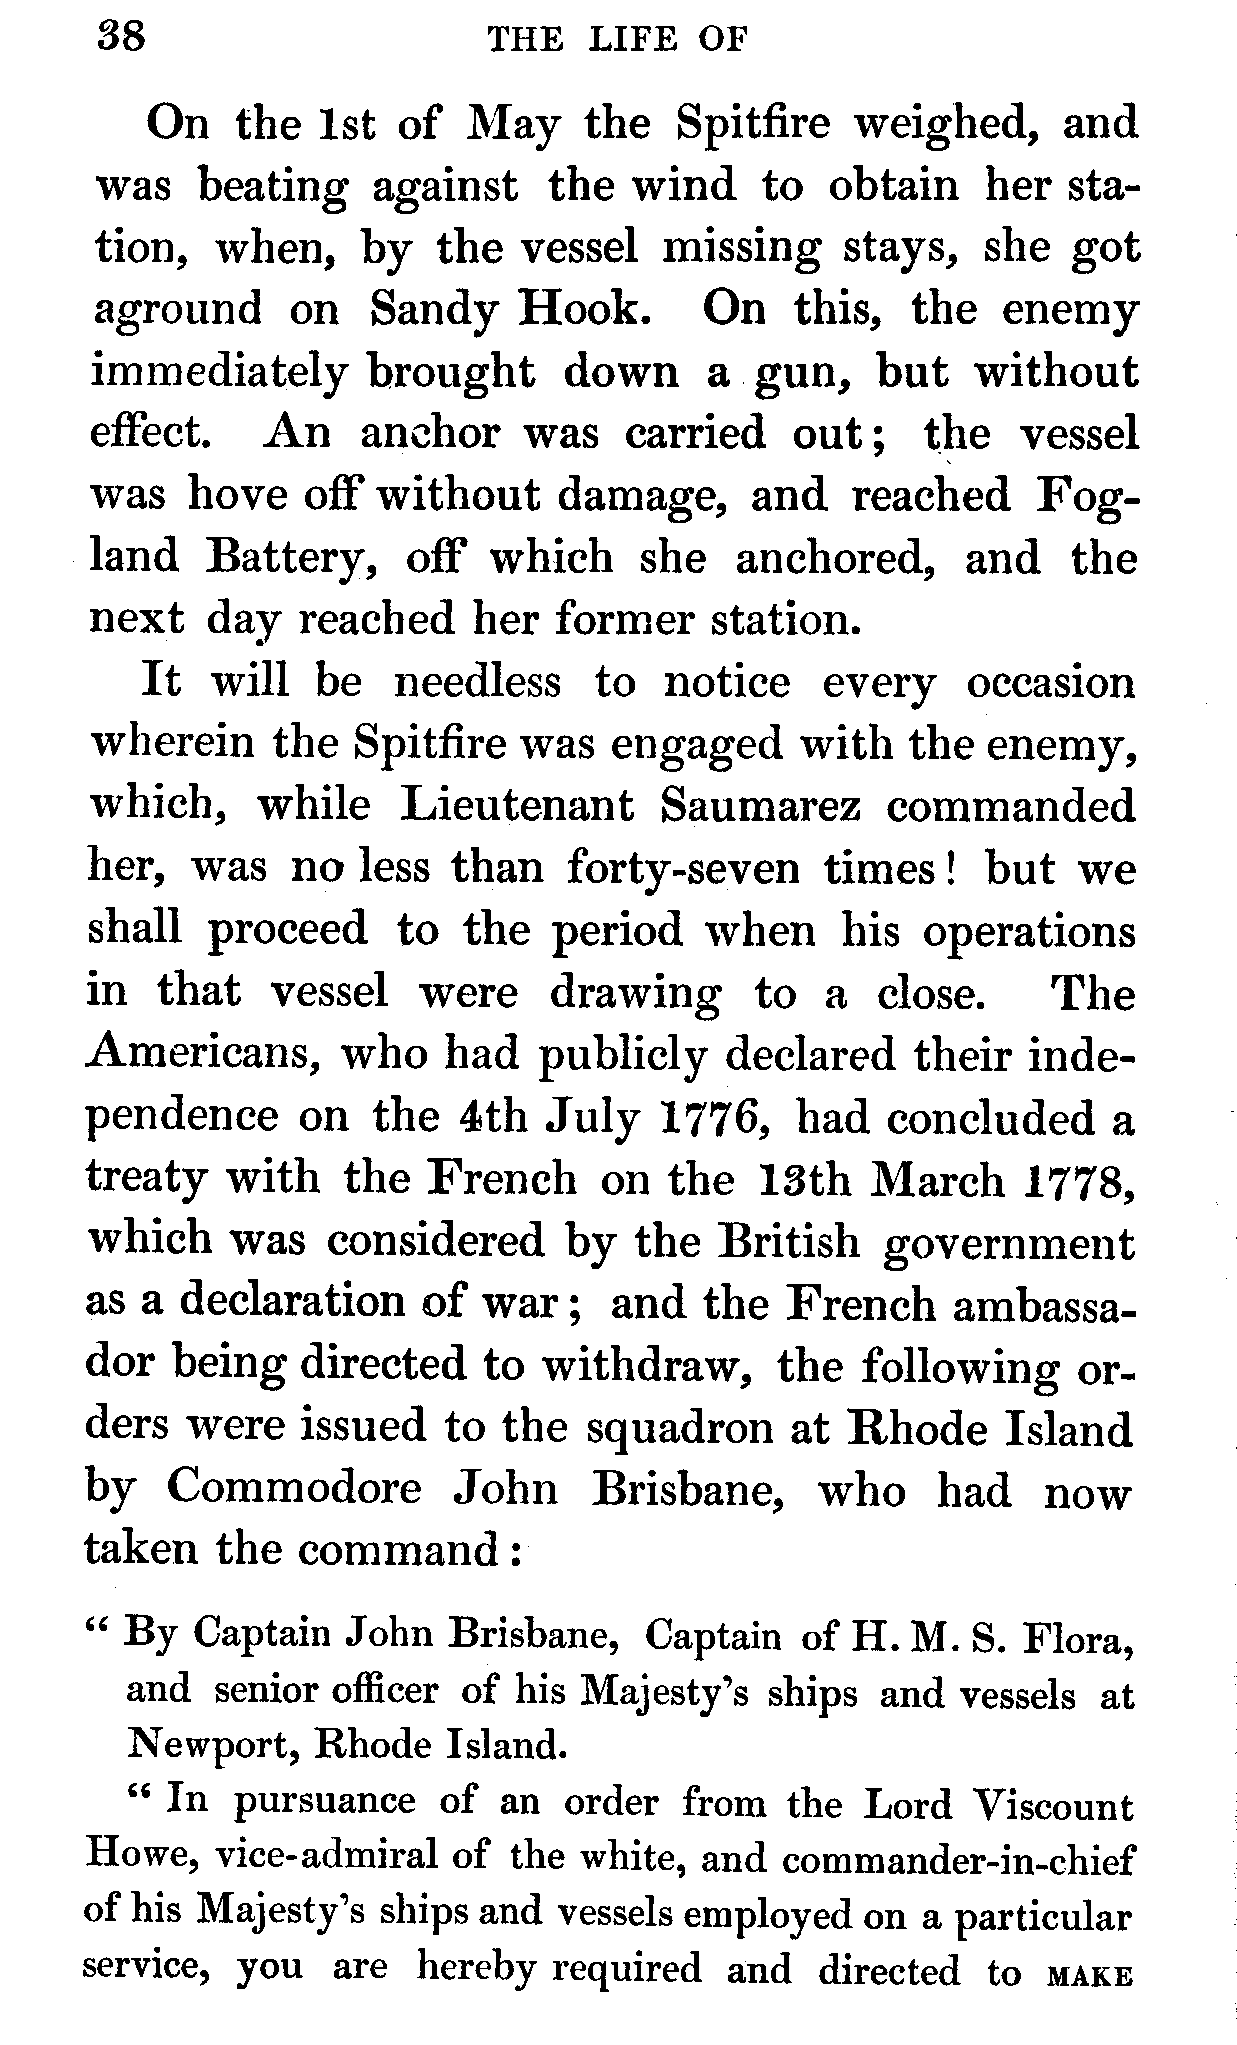 38 THE LIFE OF
On the 1st of May the Spitfire weighed, and
was beating against the wind to obtain her sta-
tion, when, by the vessel missing stays, she got
aground on Sandy Hook. On this, the enemy
immediately brought down a gun, but without
effect. An anchor was carried out; the vessel
was hove off without damage, and reached Fog-
land Battery, off which she anchored, and the
next day reached her former station.
It will be needless to notice every occasion
wherein the Spitfire was engaged with the enemy,
which, while Lieutenant Saumarez commanded
her, was no less than forty-seven times! but we
shall proceed to the period when his operations
in that vessel were drawing to a close. The
Americans, who had publicly declared their inde-
pendence on the 4th July 1776, had concluded a
treaty with the French on the 13th March 1778,
which was considered by the British government
as a declaration of war; and the French ambassa-
dor being directed to withdraw, the following or-
ders were issued to the squadron at Rhode Island
by Commodore John Brisbane, who had now
taken the command:
“ By Captain John Brisbane, Captain of H. M. S. Flora,
and senior officer of his Majesty's ships and vessels at
Newport, Rhode Island.
“ In pursuance of an order from the Lord Viscount
Howe, vice-admiral of the white, and commander-in-chief
of his Majesty's ships and vessels employed on a particular
service, you are hereby required and directed to MAKE